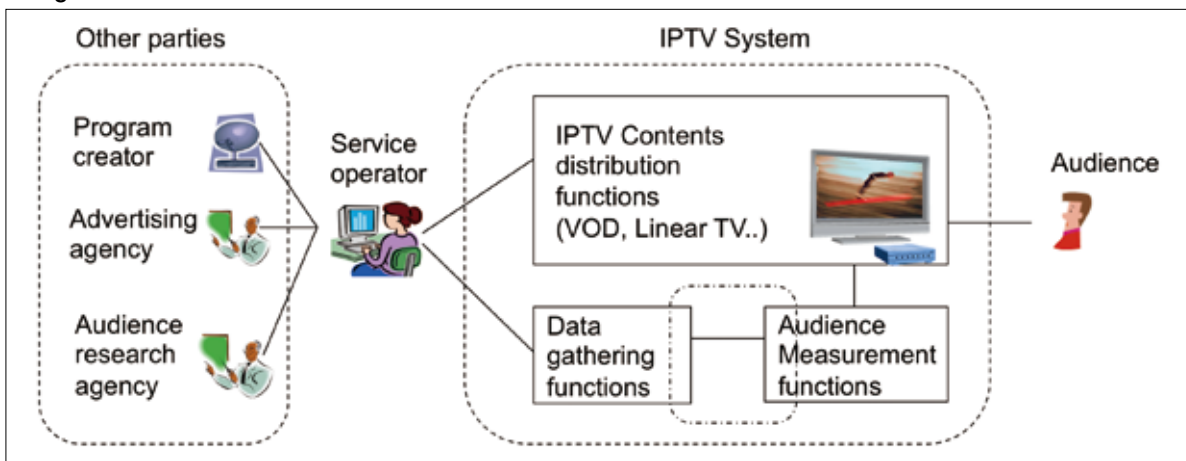 Other parties
IPTV System
Program
creator
Advertising
agency
Audience
research
agency
Service
operator
IPTV Contents
distribution
functions
(VOD, Linear TV..)
Data
gathering
functions
Audience
Measurement
functions
Audience